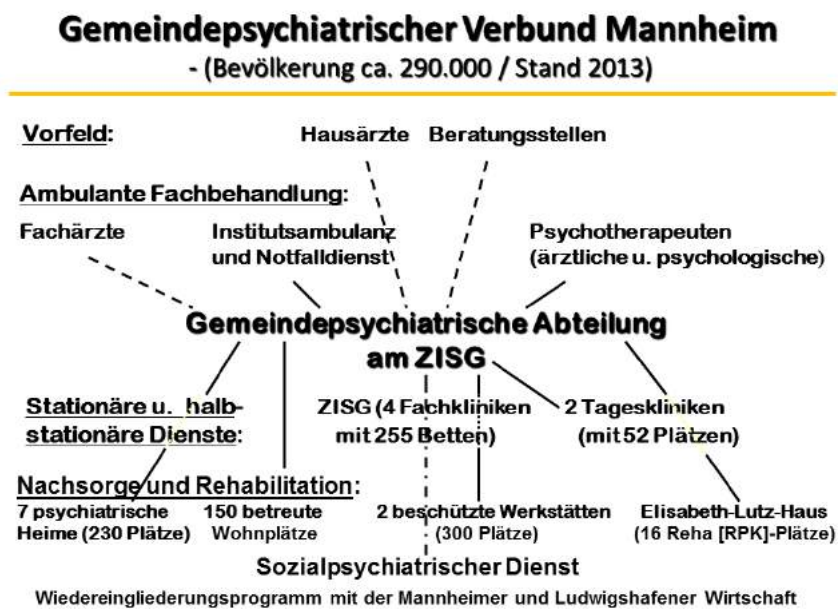 Gemeindepsychiatrischer Verbund Mannheim
- (Bevölkerung ca. 290.000 / Stand 2013)
Vorfeld:
Hausärzte Beratungsstellen
Ambulante Fachbehandlung:
Fachärzte Institutsambulanz Psychotherapeuten
und Notfalldienst (ärztliche u. psychologische)
Gemeindepsychiatrische Abteilung
am ZISG
Stationäre u. halb- ZISG (4 Fachkliniken 2 Tageskliniken
stationäre Dienste: mit 255 Betten) (mit 52 Plätzen)
Nachsorge und Rehabilitation:
7 psychiatrische 150 betreute 2 beschützte Werkstätten Elisabeth-Lutz-Haus
Heime (230 Plätze) Wohnplätze (300 Plätze) (16 Reha [RPK]-Plätze)
Sozialpsychiatrischer Dienst
Wiedereingliederungsprogramm mit der Mannheimer und Ludwigshafener Wirtschaft